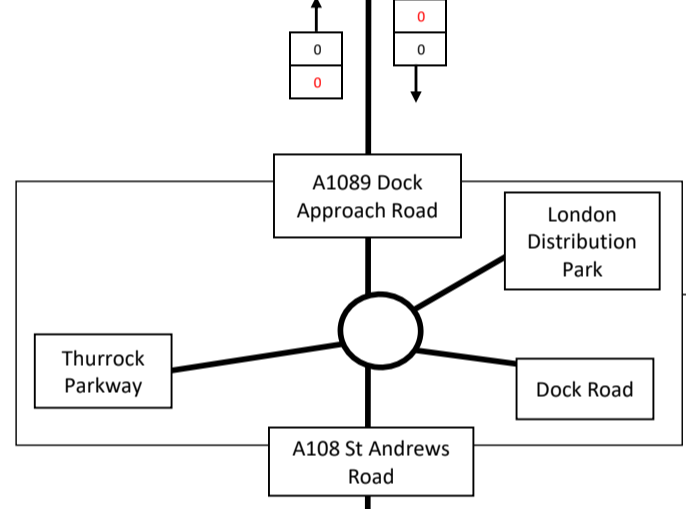 0
0
0
0
A1089 Dock
Approach Road
London
Distribution
Park
Thurrock
Parkway
Dock Road
A108 St Andrews
Road